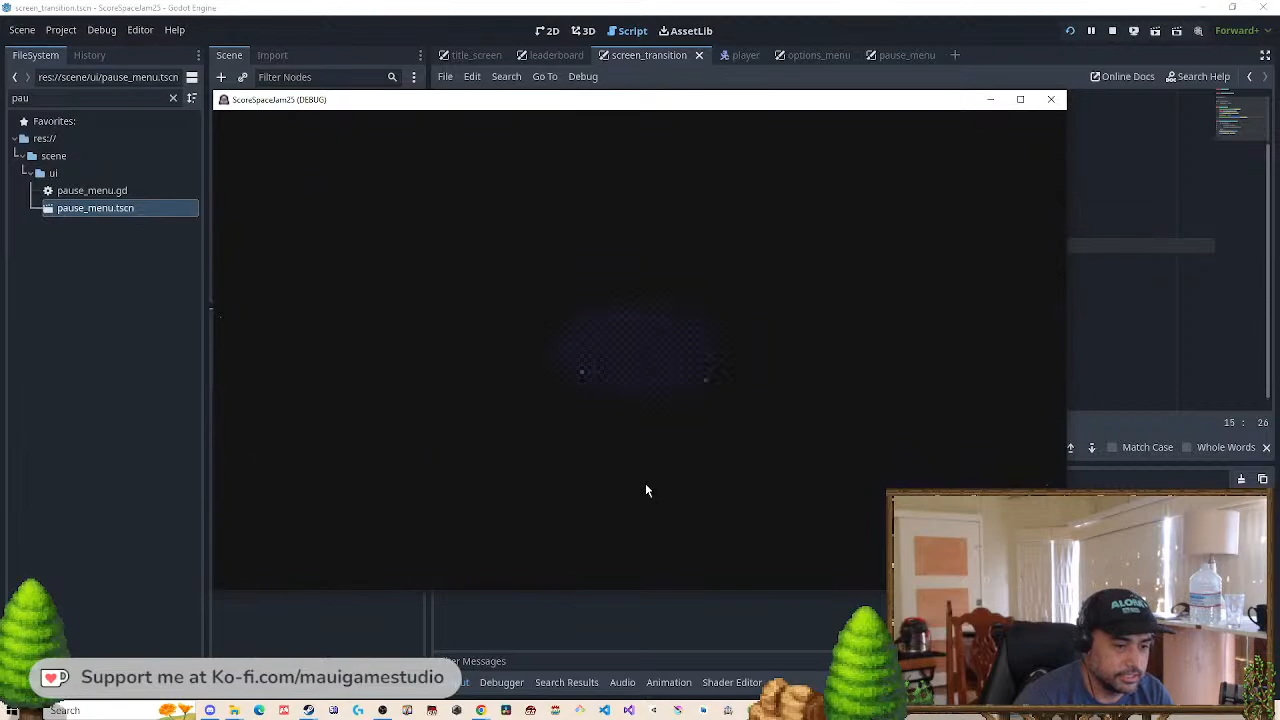 screen_transition.tscn - ScoreSpaceJam25 - Godot Engine
Scene Project Debug Editor Help
2D 3D Script AssetLib
Forward+
FileSystem History
Scene Import
title_screen leaderboard screen_transition player options_menu pause_menu
res://scene/ui/pause_menu.tscn
Filter Nodes
File Edit Search Go To Debug
Online Docs Search Help
pau
ScoreSpaceJam25 (DEBUG)
Favorites:
res://
scene
ui
pause_menu.gd
pause_menu.tscn
15 : 26
Match Case Whole Words
ALOHA
Messages
Debugger Search Results Audio Animation Shader Editor
Support me at Ko-fi.com/mauigamestudio
Search